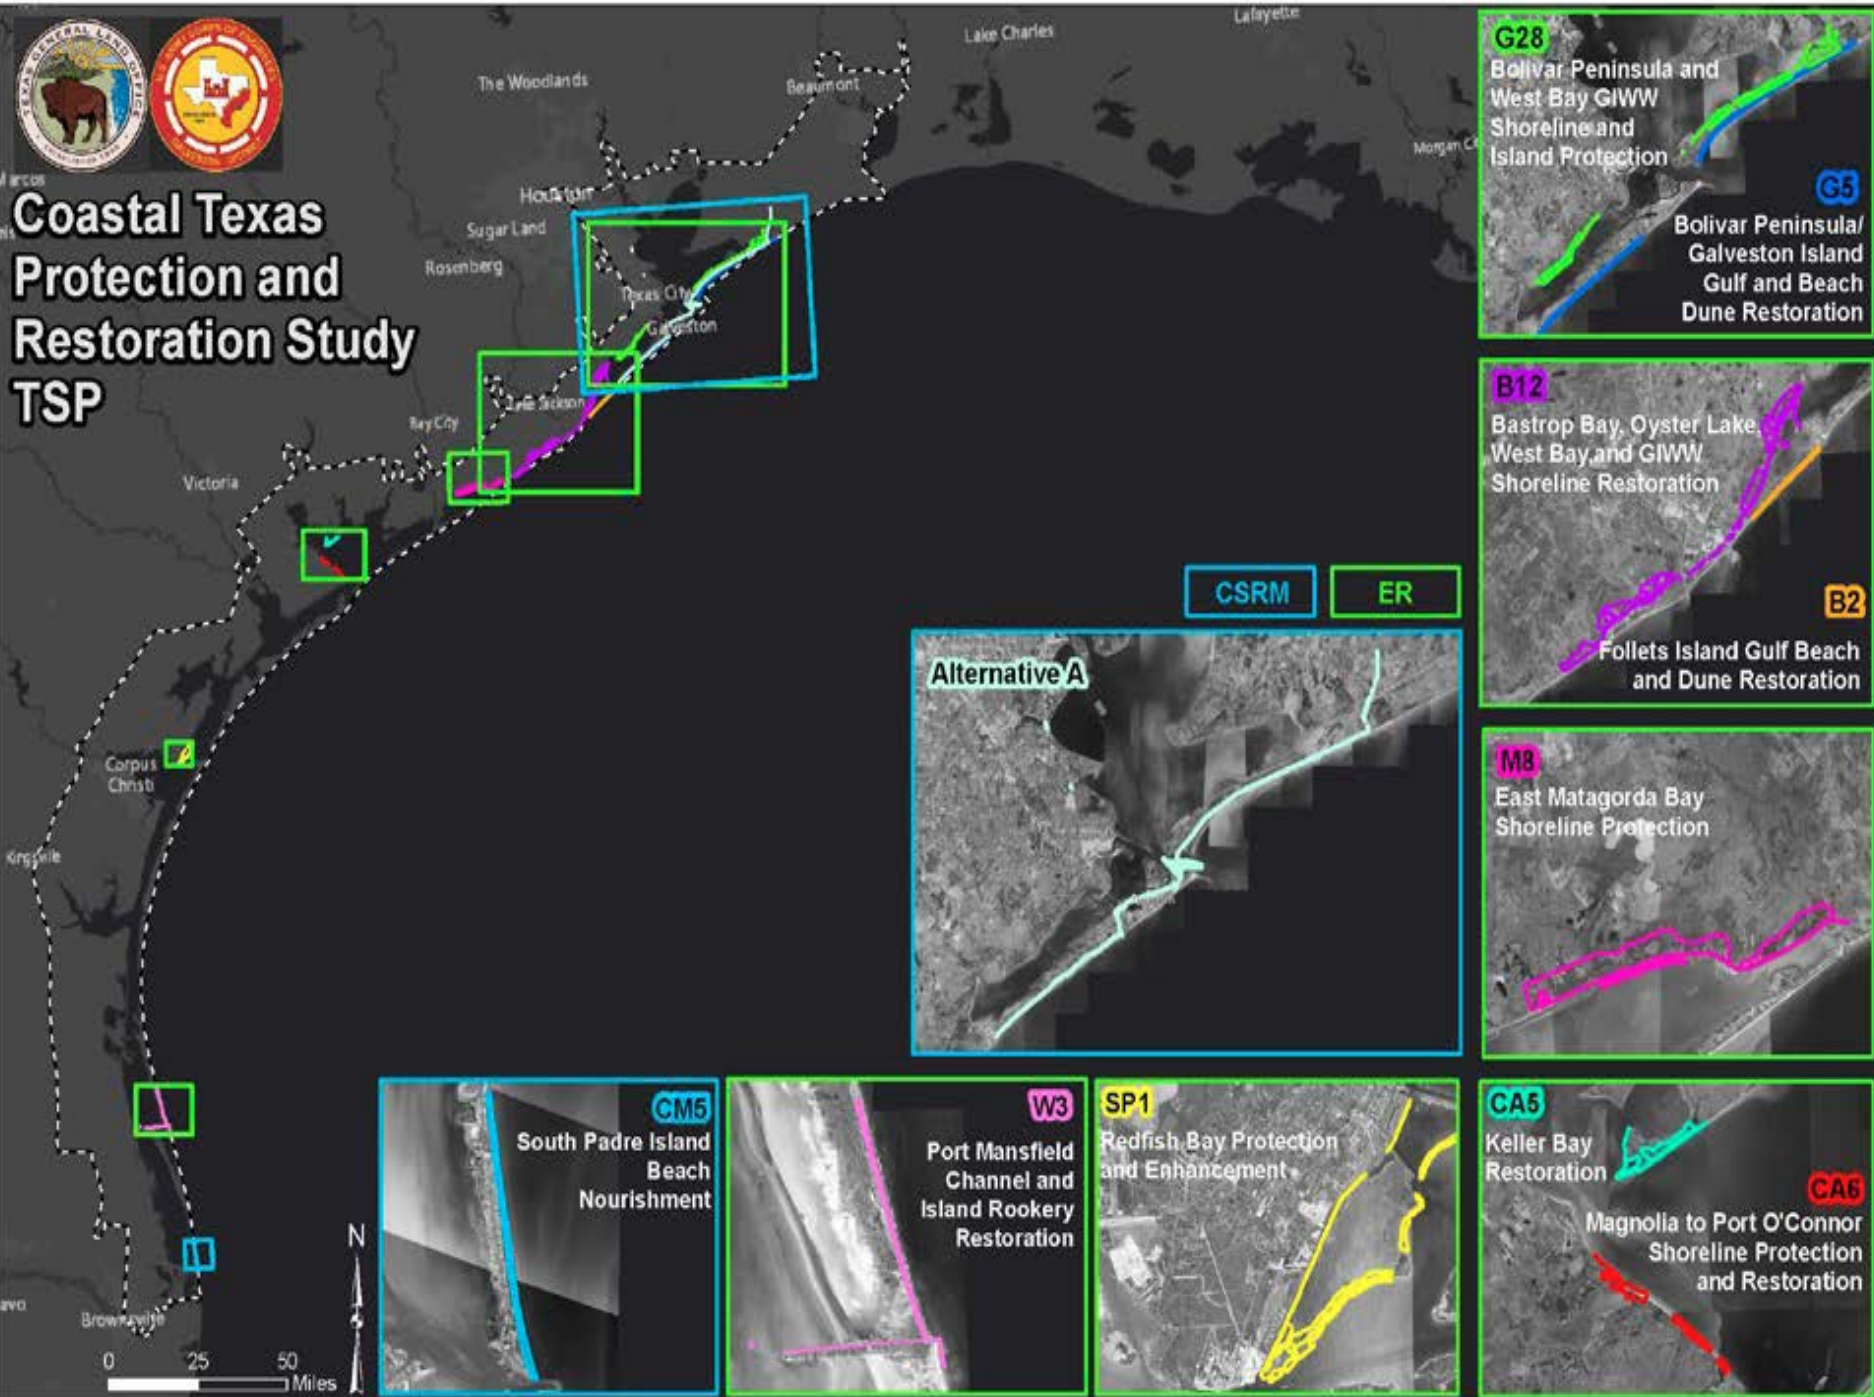 TEXAS GENERAL LAND OFFICE
Coastal Texas
Protection and
Restoration Study
TSP
The Woodlands
Beaumont
Lake Charles
Lafayette
Houston
Sugar Land
Rosenberg
Texas City
Galveston
Bay City
Victoria
Corpus
Christi
CSRM
ER
Alternative A
G28
Bolivar Peninsula and
West Bay GIWW
Shoreline and
Island Protection
G5
Bolivar Peninsula/
Galveston Island
Gulf and Beach
Dune Restoration
B12
Bastrop Bay, Oyster Lake,
West Bay,and GIWW
Shoreline Restoration
B2
Follets Island Gulf Beach
and Dune Restoration
M8
East Matagorda Bay
Shoreline Protection
CM5
South Padre Island
Beach
Nourishment
W3
Port Mansfield
Channel and
Island Rookery
Restoration
SP1
Redfish Bay Protection
and Enhancement
CA5
Keller Bay
Restoration
CA6
Magnolia to Port O'Connor
Shoreline Protection
and Restoration
N
0 25 50
Miles